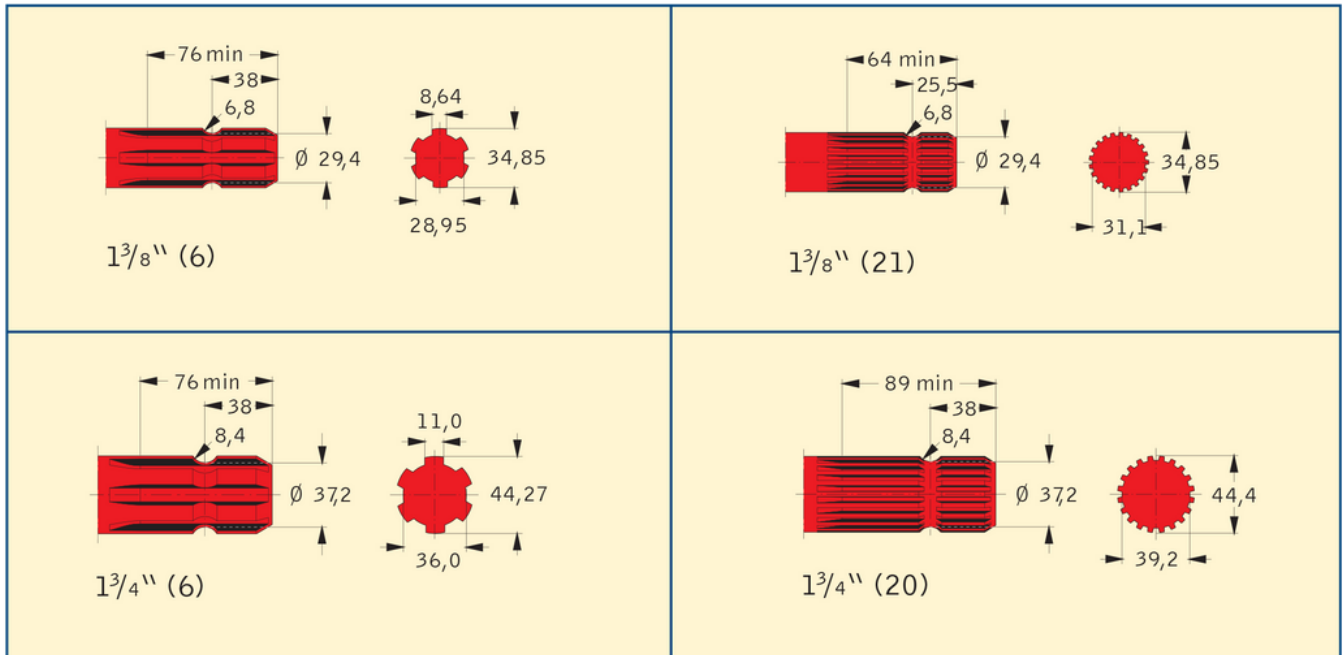 76 min
38
6,8
8,64
Ø 29,4
34,85
28,95
1³/₈" (6)
64 min
25,5
6,8
Ø 29,4
34,85
31,1
1³/₈" (21)
76 min
38
8,4
11,0
Ø 37,2
44,27
36,0
1³/₄" (6)
89 min
38
8,4
Ø 37,2
44,4
39,2
1³/₄" (20)